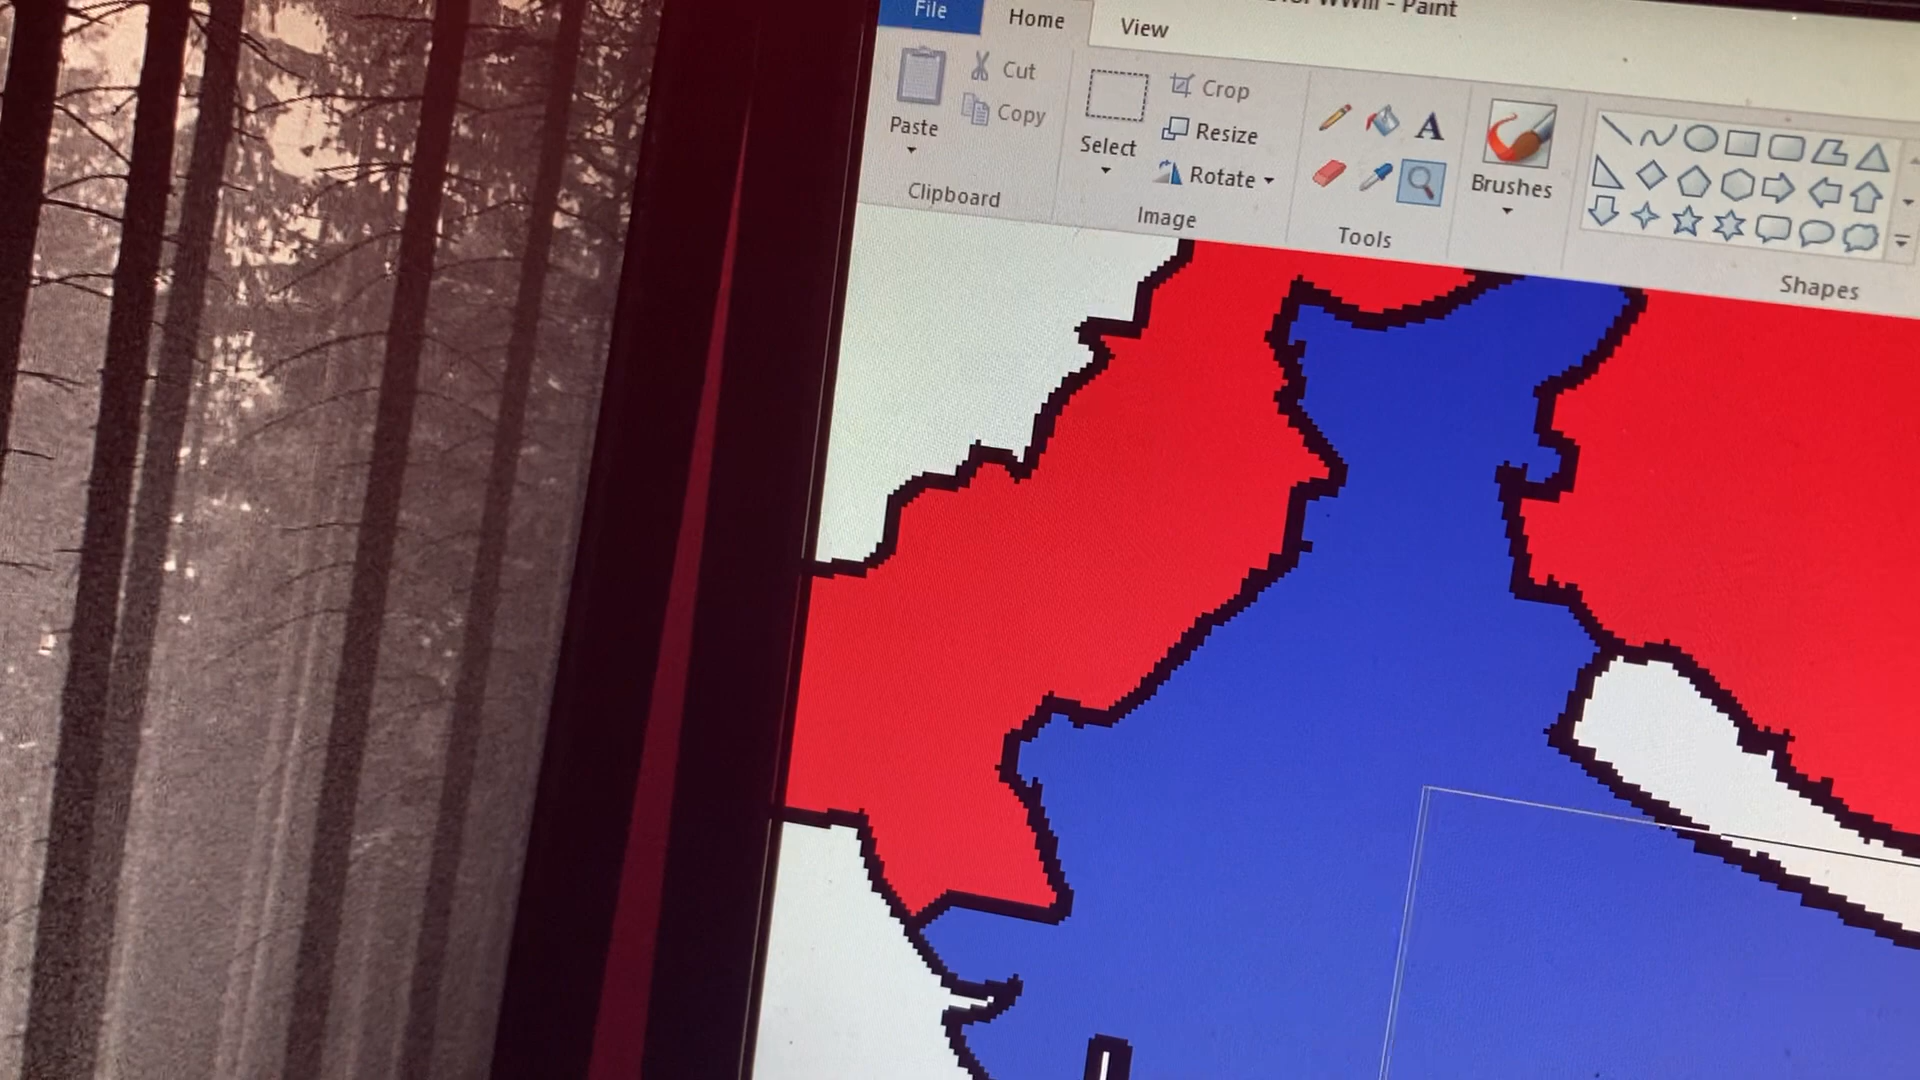 - Paint
File
Home
View
Cut
Copy
Paste
Clipboard
Crop
Resize
Rotate
Select
Image
A
Tools
Brushes
Shapes